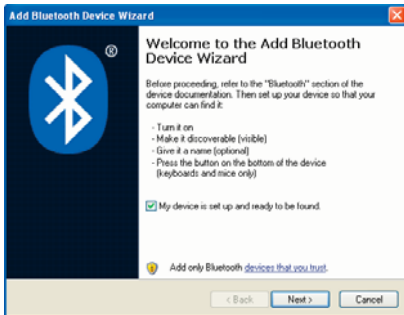 Add Bluetooth Device Wizard
®
Welcome to the Add Bluetooth
Device Wizard
Before proceeding, refer to the "Bluetooth" section of the
device documentation. Then set up your device so that your
computer can find it:
- Turn it on
- Make it discoverable (visible)
- Give it a name (optional)
- Press the button on the bottom of the device
(keyboards and mice only)
My device is set up and ready to be found.
Add only Bluetooth devices that you trust.
< Back Next > Cancel